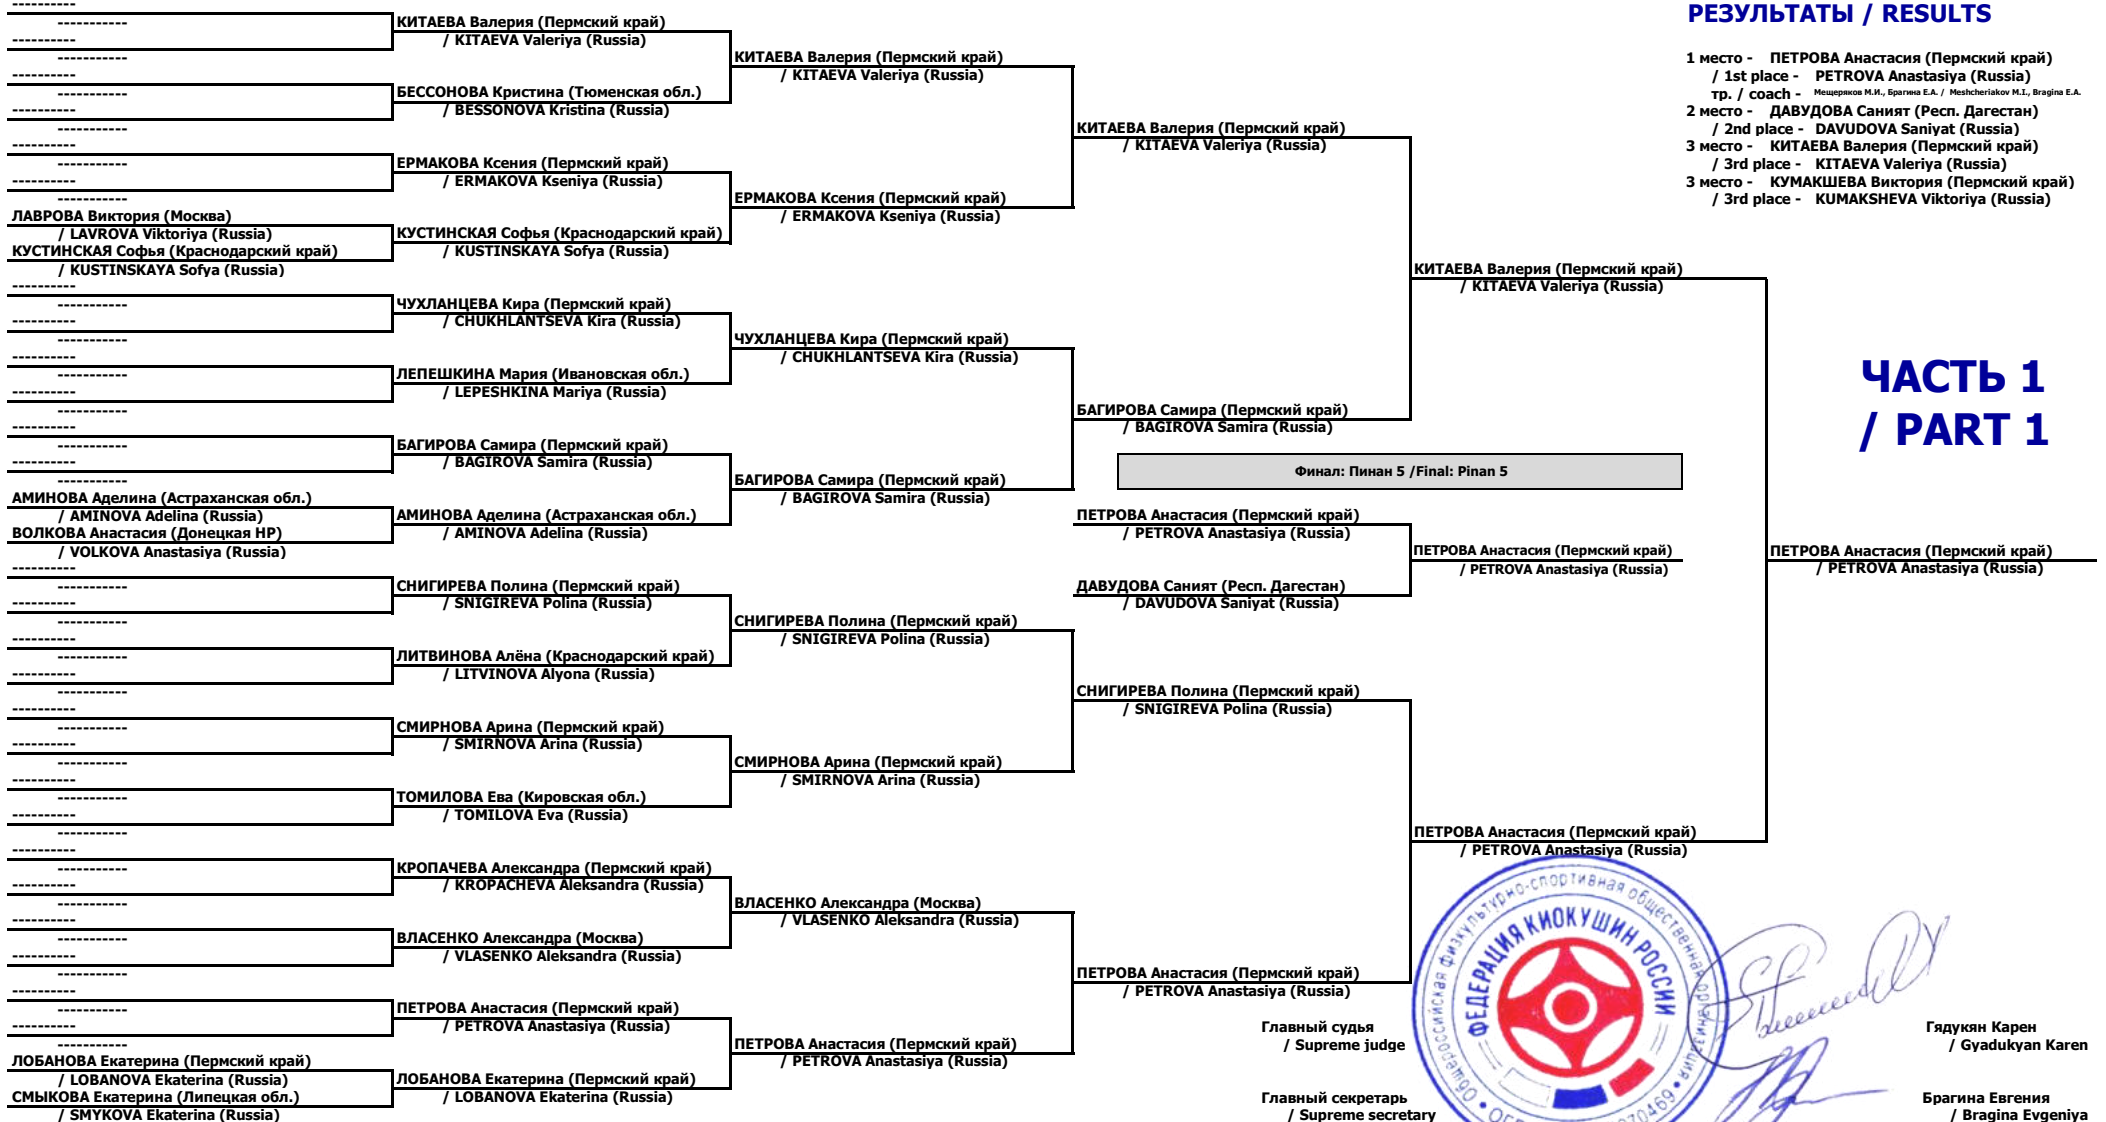 ----------
-----------
----------
-----------
----------
-----------
----------
-----------
----------
-----------
----------
-----------
ЛАВРОВА Виктория (Москва)
/ LAVROVA Viktoriya (Russia)
КУСТИНСКАЯ Софья (Краснодарский край)
/ KUSTINSKAYA Sofya (Russia)
----------
-----------
----------
-----------
----------
-----------
----------
-----------
----------
-----------
----------
-----------
АМИНОВА Аделина (Астраханская обл.)
/ AMINOVA Adelina (Russia)
ВОЛКОВА Анастасия (Донецкая НР)
/ VOLKOVA Anastasiya (Russia)
----------
-----------
----------
-----------
----------
-----------
----------
-----------
----------
-----------
----------
-----------
----------
-----------
----------
-----------
----------
-----------
----------
-----------
----------
-----------
----------
-----------
----------
-----------
----------
-----------
ЛОБАНОВА Екатерина (Пермский край)
/ LOBANOVA Ekaterina (Russia)
СМЫКОВА Екатерина (Липецкая обл.)
/ SMYKOVA Ekaterina (Russia)
КИТАЕВА Валерия (Пермский край)
/ KITAEVA Valeriya (Russia)
БЕССОНОВА Кристина (Тюменская обл.)
/ BESSONOVA Kristina (Russia)
ЕРМАКОВА Ксения (Пермский край)
/ ERMAKOVA Kseniya (Russia)
КУСТИНСКАЯ Софья (Краснодарский край)
/ KUSTINSKAYA Sofya (Russia)
ЧУХЛАНЦЕВА Кира (Пермский край)
/ CHUKHLANTSEVA Kira (Russia)
ЛЕПЕШКИНА Мария (Ивановская обл.)
/ LEPESHKINA Mariya (Russia)
БАГИРОВА Самира (Пермский край)
/ BAGIROVA Samira (Russia)
АМИНОВА Аделина (Астраханская обл.)
/ AMINOVA Adelina (Russia)
СНИГИРЕВА Полина (Пермский край)
/ SNIGIREVA Polina (Russia)
ЛИТВИНОВА Алёна (Краснодарский край)
/ LITVINOVA Alyona (Russia)
СМИРНОВА Арина (Пермский край)
/ SMIRNOVA Arina (Russia)
ТОМИЛОВА Ева (Кировская обл.)
/ TOMILOVA Eva (Russia)
КРОПАЧЕВА Александра (Пермский край)
/ KROPACHEVA Aleksandra (Russia)
ВЛАСЕНКО Александра (Москва)
/ VLASENKO Aleksandra (Russia)
ПЕТРОВА Анастасия (Пермский край)
/ PETROVA Anastasiya (Russia)
ЛОБАНОВА Екатерина (Пермский край)
/ LOBANOVA Ekaterina (Russia)
КИТАЕВА Валерия (Пермский край)
/ KITAEVA Valeriya (Russia)
ЕРМАКОВА Ксения (Пермский край)
/ ERMAKOVA Kseniya (Russia)
ЧУХЛАНЦЕВА Кира (Пермский край)
/ CHUKHLANTSEVA Kira (Russia)
БАГИРОВА Самира (Пермский край)
/ BAGIROVA Samira (Russia)
СНИГИРЕВА Полина (Пермский край)
/ SNIGIREVA Polina (Russia)
СМИРНОВА Арина (Пермский край)
/ SMIRNOVA Arina (Russia)
ВЛАСЕНКО Александра (Москва)
/ VLASENKO Aleksandra (Russia)
ПЕТРОВА Анастасия (Пермский край)
/ PETROVA Anastasiya (Russia)
КИТАЕВА Валерия (Пермский край)
/ KITAEVA Valeriya (Russia)
БАГИРОВА Самира (Пермский край)
/ BAGIROVA Samira (Russia)
Финал: Пинан 5 /Final: Pinan 5
ПЕТРОВА Анастасия (Пермский край)
/ PETROVA Anastasiya (Russia)
ДАВУДОВА Саният (Респ. Дагестан)
/ DAVUDOVA Saniyat (Russia)
СНИГИРЕВА Полина (Пермский край)
/ SNIGIREVA Polina (Russia)
ПЕТРОВА Анастасия (Пермский край)
/ PETROVA Anastasiya (Russia)
КИТАЕВА Валерия (Пермский край)
/ KITAEVA Valeriya (Russia)
ПЕТРОВА Анастасия (Пермский край)
/ PETROVA Anastasiya (Russia)
ПЕТРОВА Анастасия (Пермский край)
/ PETROVA Anastasiya (Russia)
ПЕТРОВА Анастасия (Пермский край)
/ PETROVA Anastasiya (Russia)
РЕЗУЛЬТАТЫ / RESULTS
1 место - ПЕТРОВА Анастасия (Пермский край)
/ 1st place - PETROVA Anastasiya (Russia)
тр. / coach - Мещеряков М.И., Брагина Е.А. / Meshcheriakov M.I., Bragina E.A.
2 место - ДАВУДОВА Саният (Респ. Дагестан)
/ 2nd place - DAVUDOVA Saniyat (Russia)
3 место - КИТАЕВА Валерия (Пермский край)
/ 3rd place - KITAEVA Valeriya (Russia)
3 место - КУМАКШЕВА Виктория (Пермский край)
/ 3rd place - KUMAKSHEVA Viktoriya (Russia)
ЧАСТЬ 1
/ PART 1
Общероссийская физкультурно-спортивная общественная организация
ФЕДЕРАЦИЯ КИОКУШИН РОССИИ
Главный судья
/ Supreme judge
Гядукян Карен
/ Gyadukyan Karen
Главный секретарь
/ Supreme secretary
Брагина Евгения
/ Bragina Evgeniya